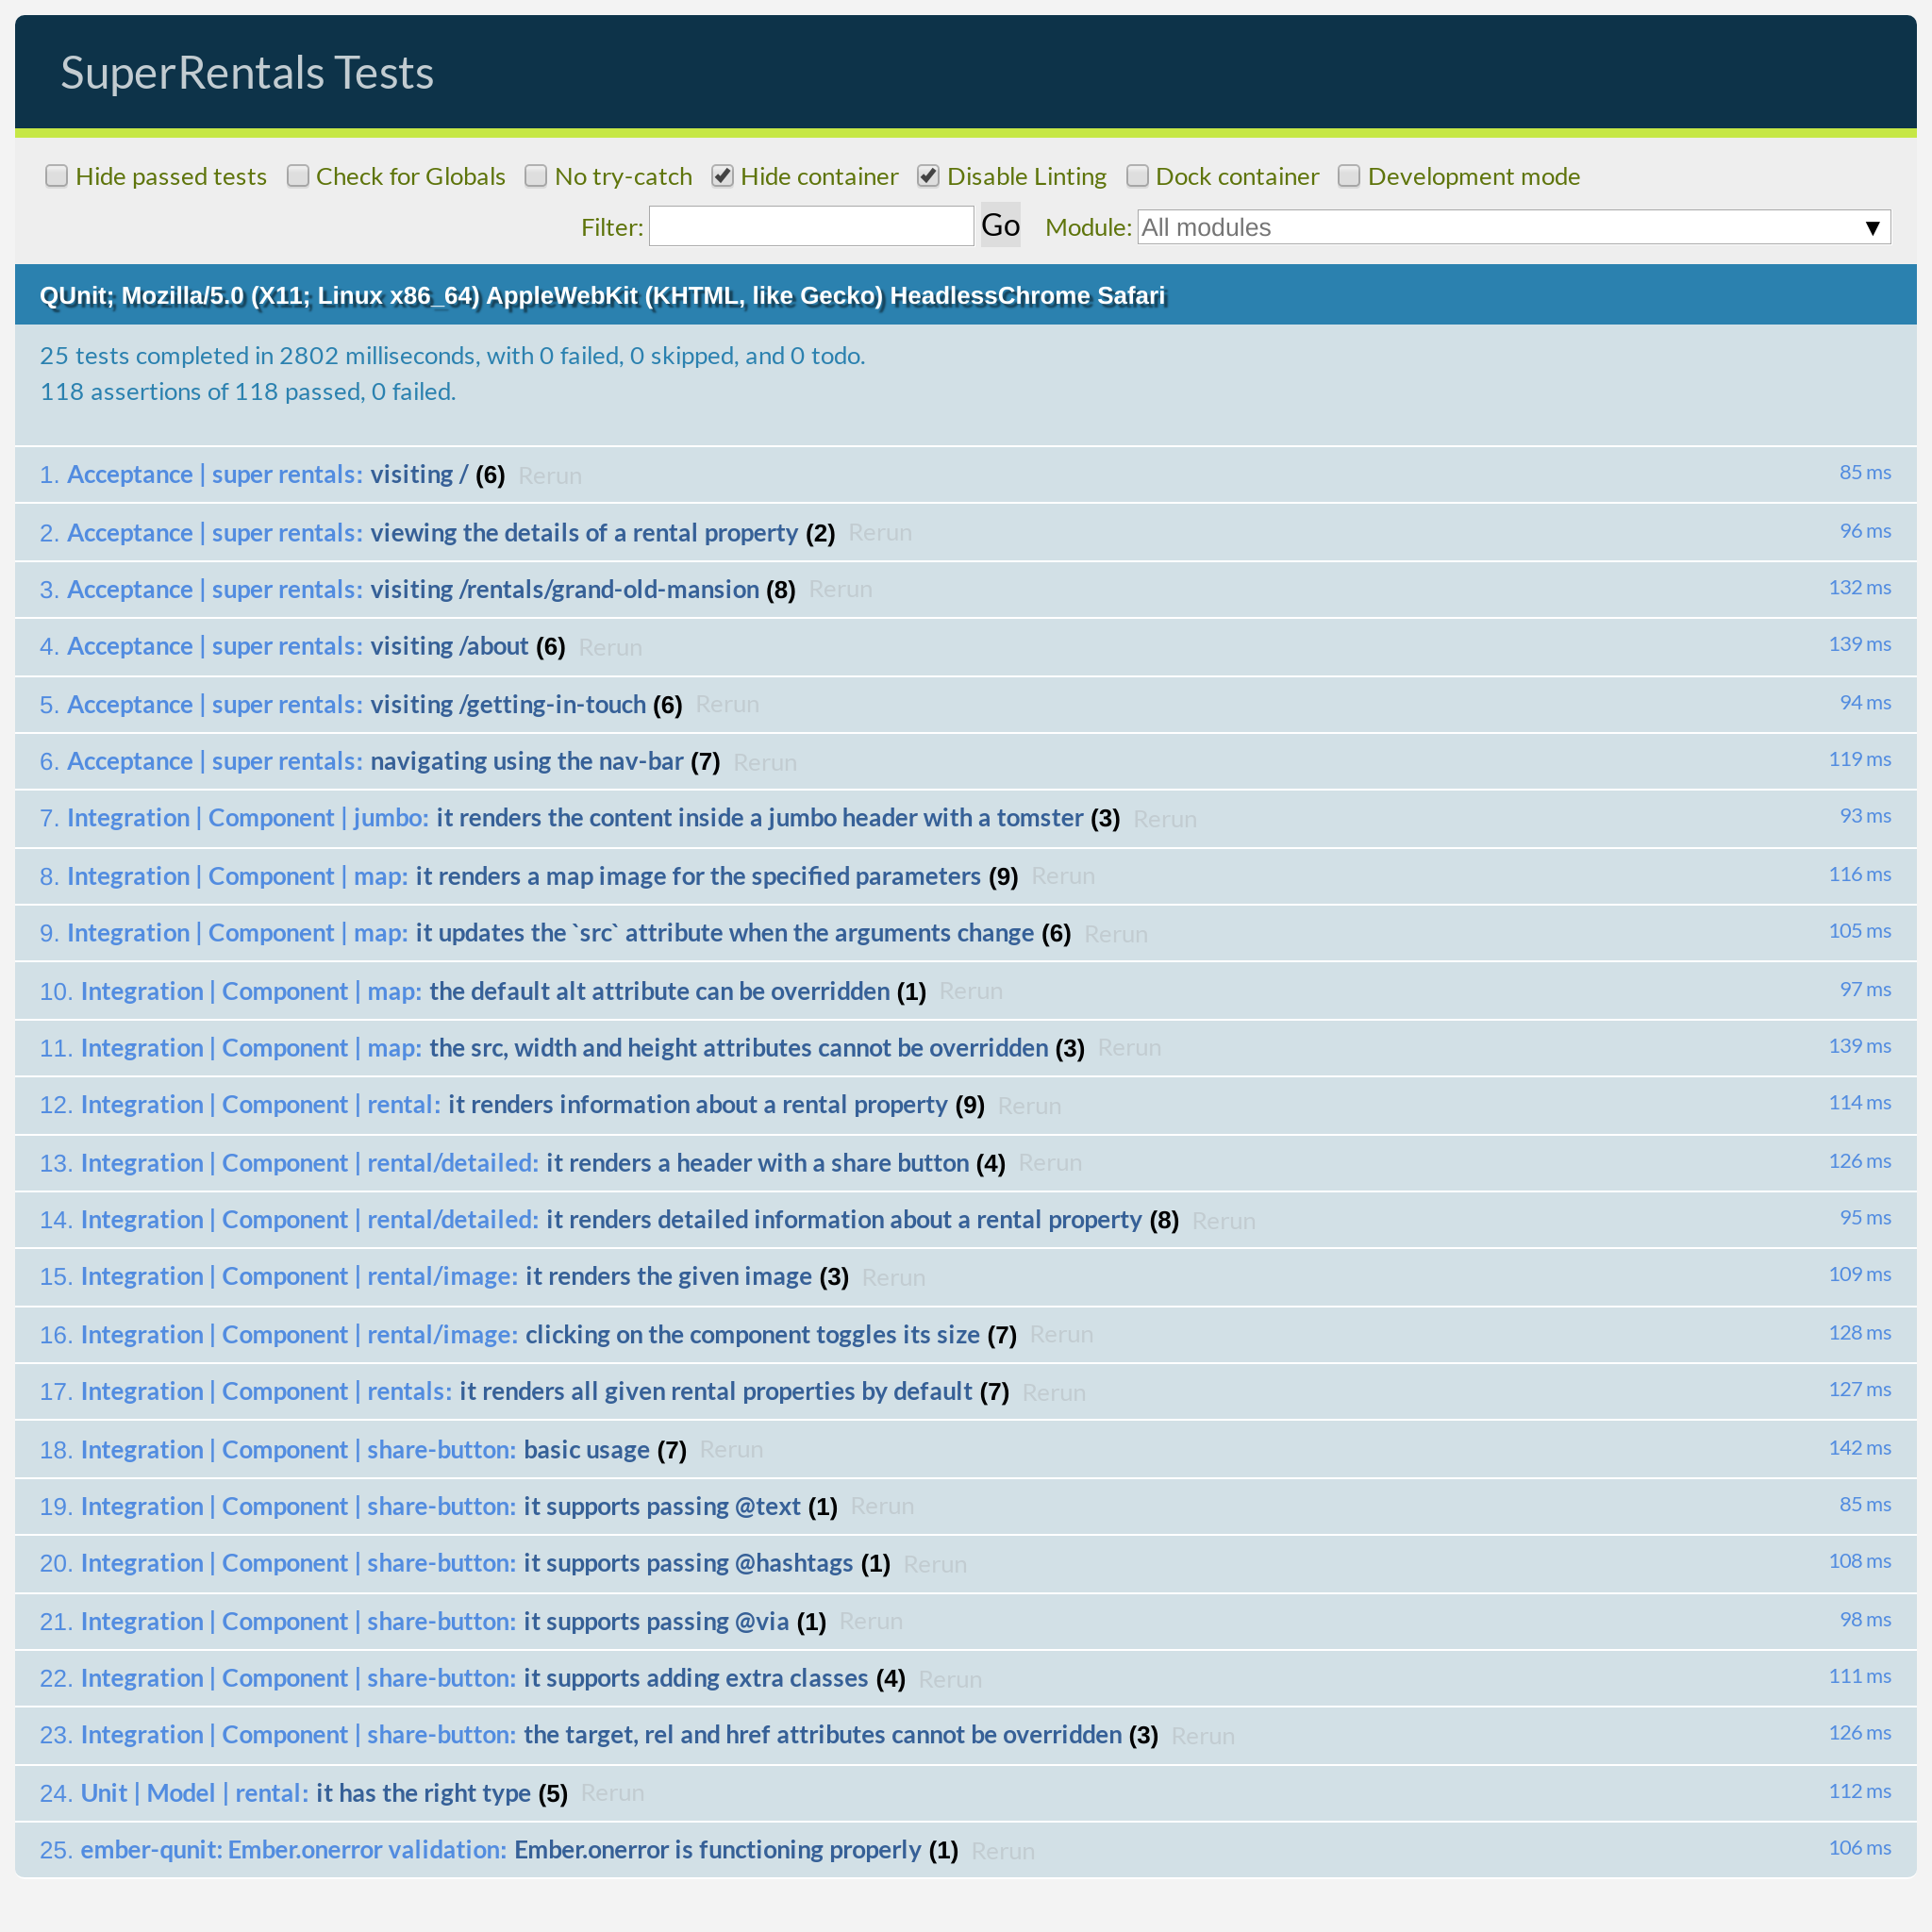 SuperRentals Tests
Hide passed tests Check for Globals No try-catch Hide container Disable Linting Dock container Development mode
Filter: Go Module: All modules ▼
QUnit; Mozilla/5.0 (X11; Linux x86_64) AppleWebKit (KHTML, like Gecko) HeadlessChrome Safari
25 tests completed in 2802 milliseconds, with 0 failed, 0 skipped, and 0 todo.
118 assertions of 118 passed, 0 failed.
1. Acceptance | super rentals: visiting / (6) Rerun 85 ms
2. Acceptance | super rentals: viewing the details of a rental property (2) Rerun 96 ms
3. Acceptance | super rentals: visiting /rentals/grand-old-mansion (8) Rerun 132 ms
4. Acceptance | super rentals: visiting /about (6) Rerun 139 ms
5. Acceptance | super rentals: visiting /getting-in-touch (6) Rerun 94 ms
6. Acceptance | super rentals: navigating using the nav-bar (7) Rerun 119 ms
7. Integration | Component | jumbo: it renders the content inside a jumbo header with a tomster (3) Rerun 93 ms
8. Integration | Component | map: it renders a map image for the specified parameters (9) Rerun 116 ms
9. Integration | Component | map: it updates the `src` attribute when the arguments change (6) Rerun 105 ms
10. Integration | Component | map: the default alt attribute can be overridden (1) Rerun 97 ms
11. Integration | Component | map: the src, width and height attributes cannot be overridden (3) Rerun 139 ms
12. Integration | Component | rental: it renders information about a rental property (9) Rerun 114 ms
13. Integration | Component | rental/detailed: it renders a header with a share button (4) Rerun 126 ms
14. Integration | Component | rental/detailed: it renders detailed information about a rental property (8) Rerun 95 ms
15. Integration | Component | rental/image: it renders the given image (3) Rerun 109 ms
16. Integration | Component | rental/image: clicking on the component toggles its size (7) Rerun 128 ms
17. Integration | Component | rentals: it renders all given rental properties by default (7) Rerun 127 ms
18. Integration | Component | share-button: basic usage (7) Rerun 142 ms
19. Integration | Component | share-button: it supports passing @text (1) Rerun 85 ms
20. Integration | Component | share-button: it supports passing @hashtags (1) Rerun 108 ms
21. Integration | Component | share-button: it supports passing @via (1) Rerun 98 ms
22. Integration | Component | share-button: it supports adding extra classes (4) Rerun 111 ms
23. Integration | Component | share-button: the target, rel and href attributes cannot be overridden (3) Rerun 126 ms
24. Unit | Model | rental: it has the right type (5) Rerun 112 ms
25. ember-qunit: Ember.onerror validation: Ember.onerror is functioning properly (1) Rerun 106 ms